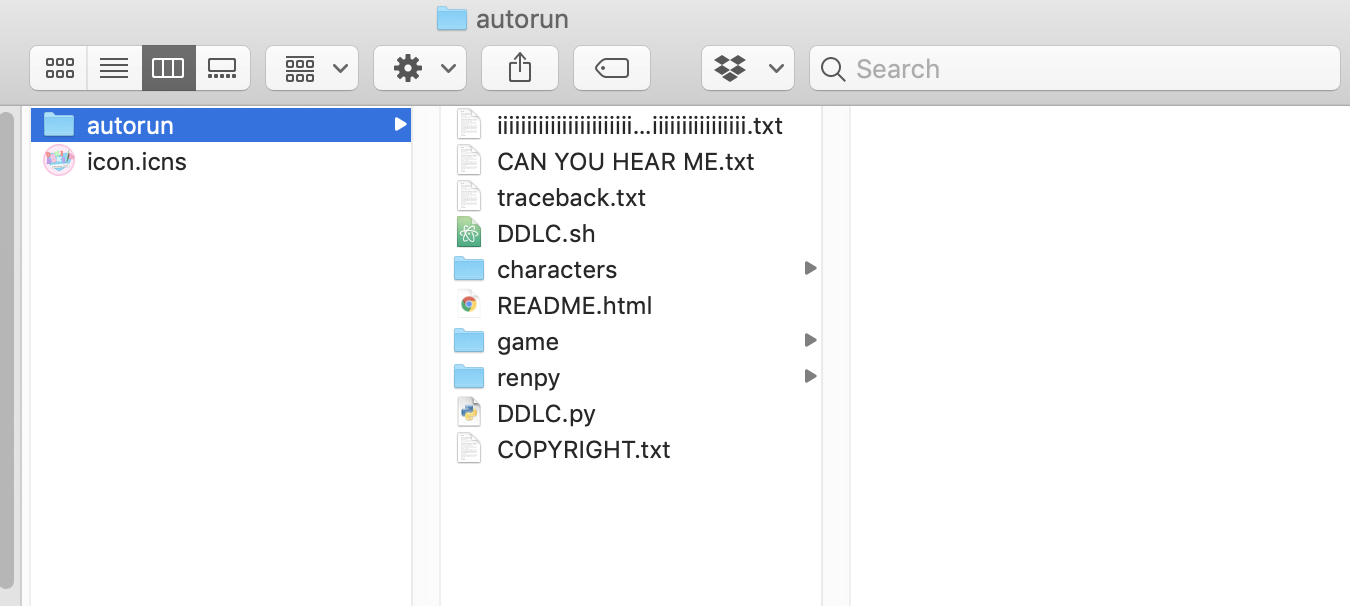 autorun
Search
autorun
icon.icns
iiiiiiiiiiiiiiiiiiiiiii...iiiiiiiiiiiiiiii.txt
CAN YOU HEAR ME.txt
traceback.txt
DDLC.sh
characters
README.html
game
renpy
DDLC.py
COPYRIGHT.txt